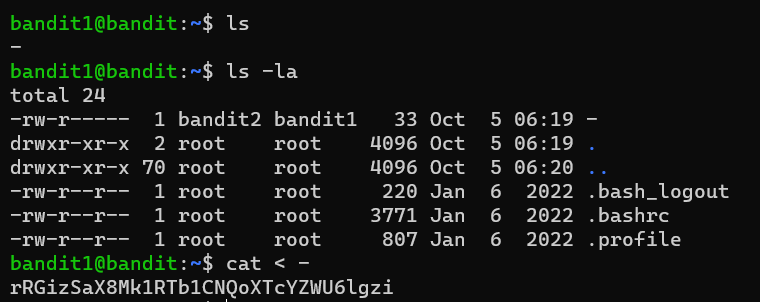 bandit1@bandit:~$ ls
-
bandit1@bandit:~$ ls -la
total 24
-rw-r-----  1 bandit2 bandit1   33 Oct  5 06:19 -
drwxr-xr-x  2 root    root    4096 Oct  5 06:19 .
drwxr-xr-x 70 root    root    4096 Oct  5 06:20 ..
-rw-r--r--  1 root    root     220 Jan  6  2022 .bash_logout
-rw-r--r--  1 root    root    3771 Jan  6  2022 .bashrc
-rw-r--r--  1 root    root     807 Jan  6  2022 .profile
bandit1@bandit:~$ cat < -
rRGizSaX8Mk1RTb1CNQoXTcYZWU6lgzi